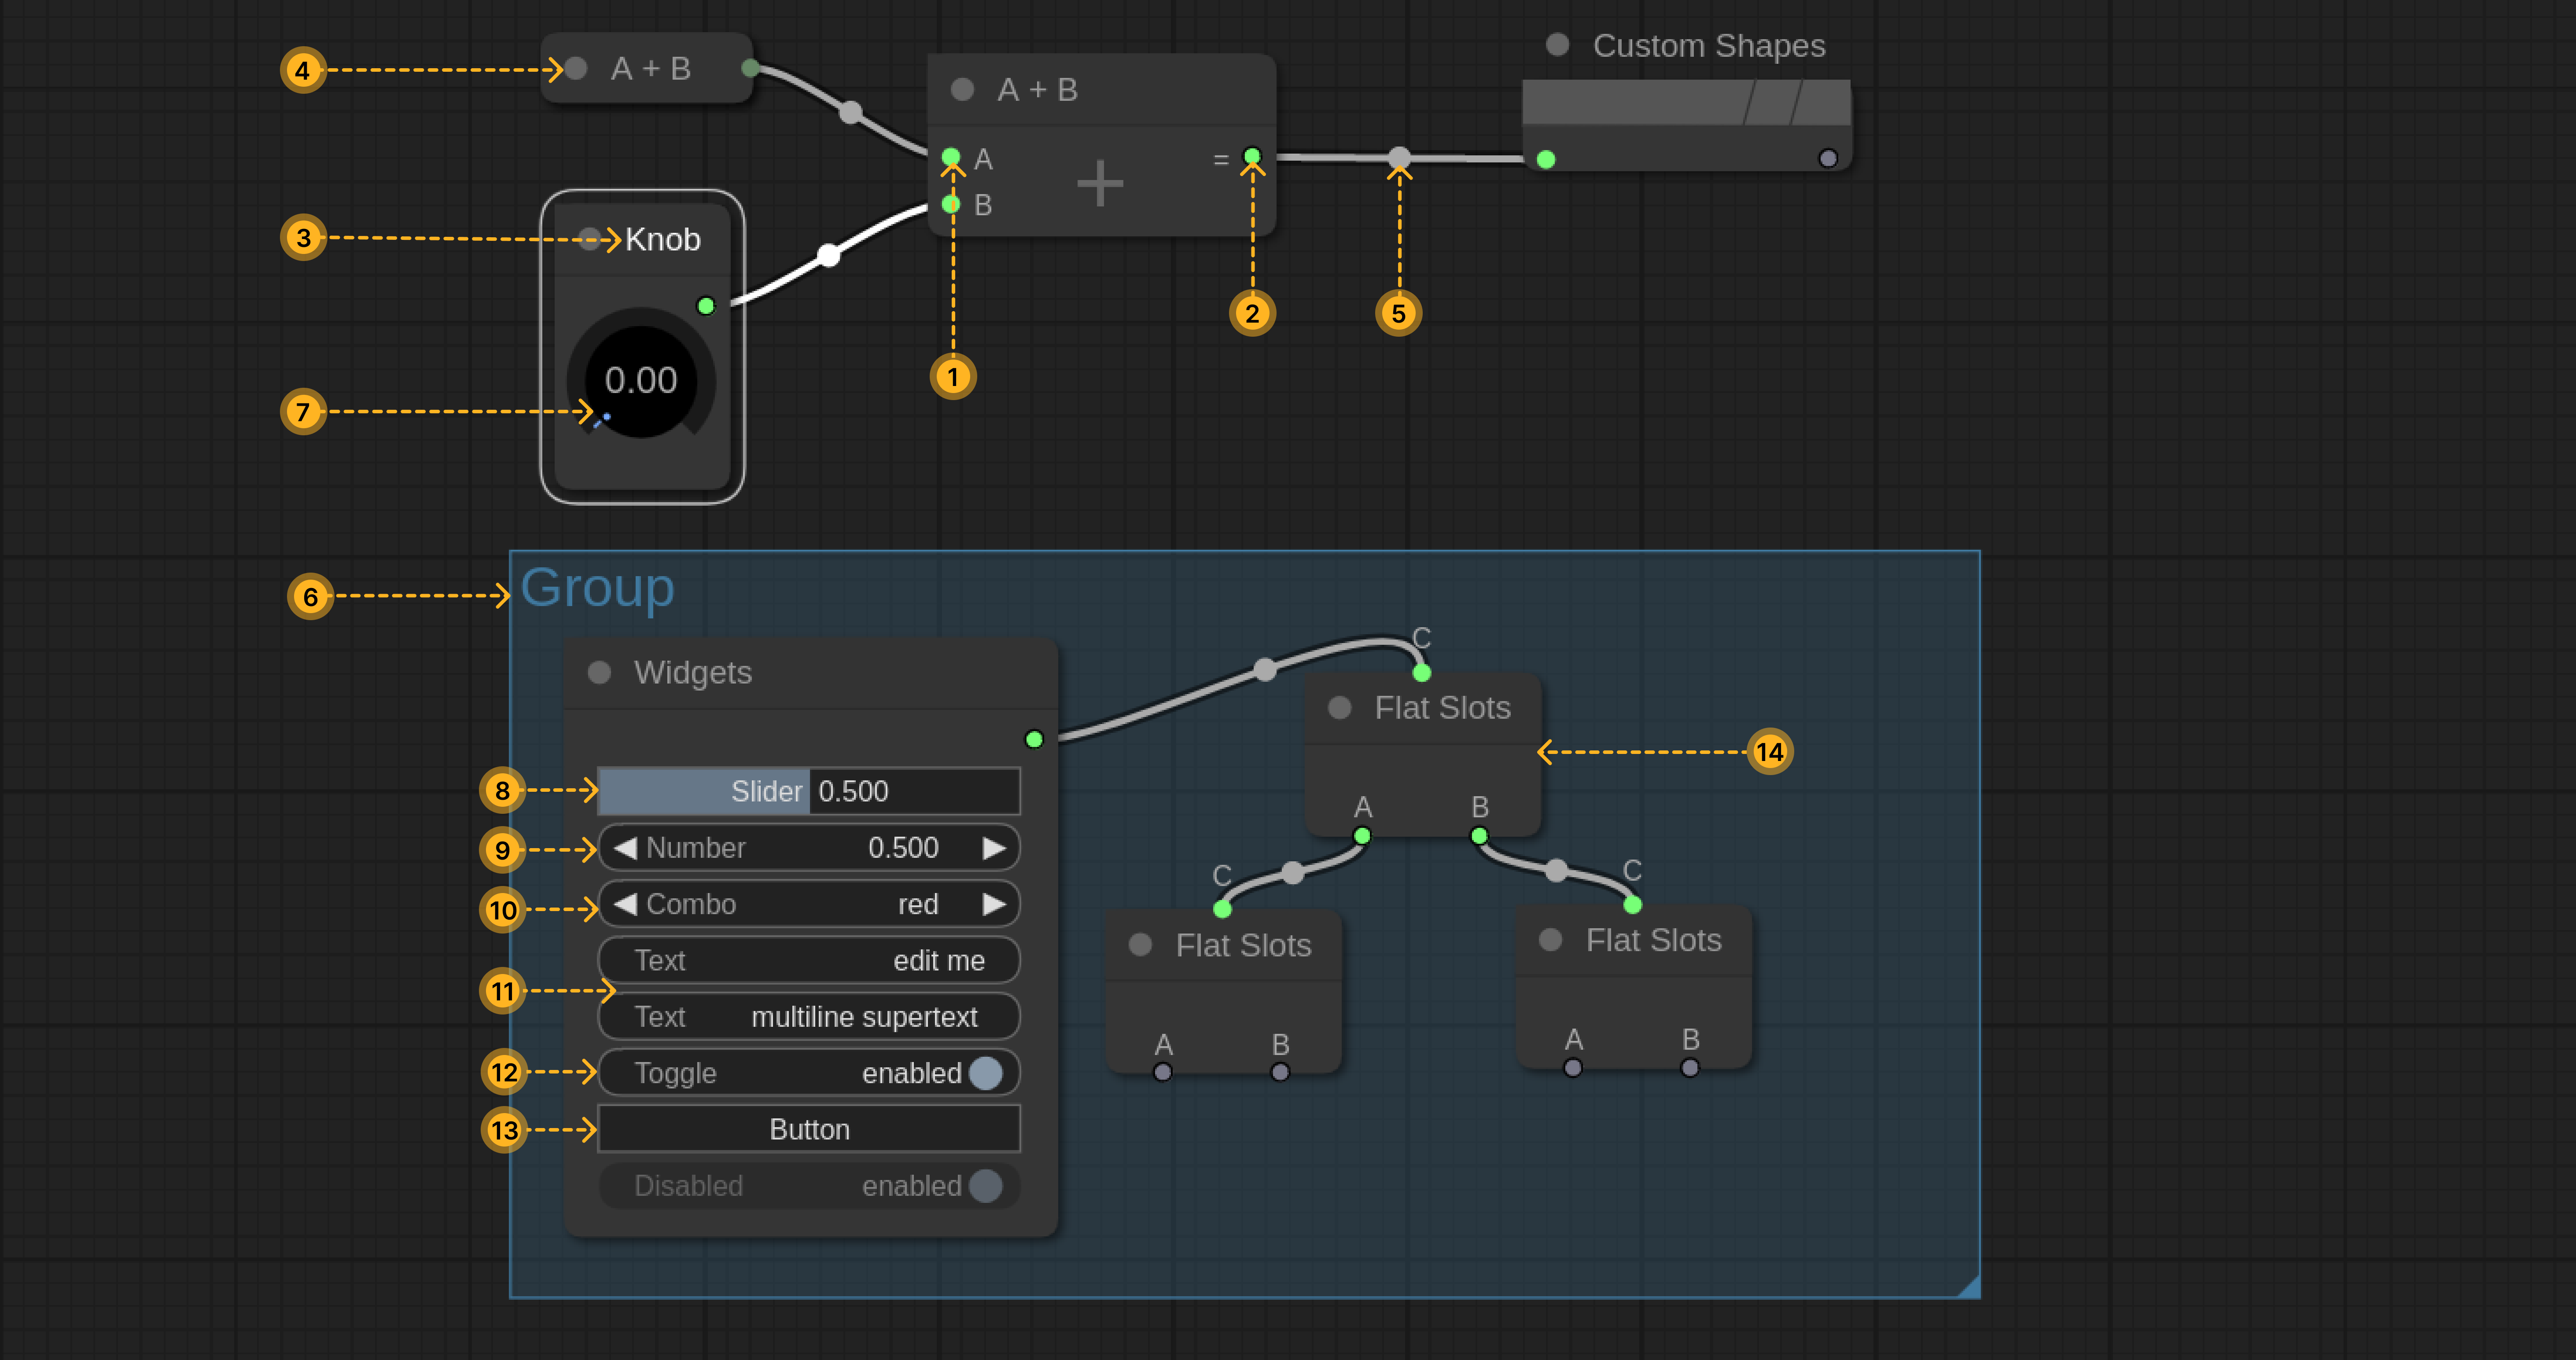 4
A + B
A + B
Custom Shapes
A
=
B
3
Knob
2
5
1
0.00
7
6
Group
Widgets
C
Flat Slots
14
8
Slider 0.500
A
B
9
Number 0.500
C
C
10
Combo red
Flat Slots
Flat Slots
Text edit me
11
Text multiline supertext
A
B
A
B
12
Toggle enabled
13
Button
Disabled enabled